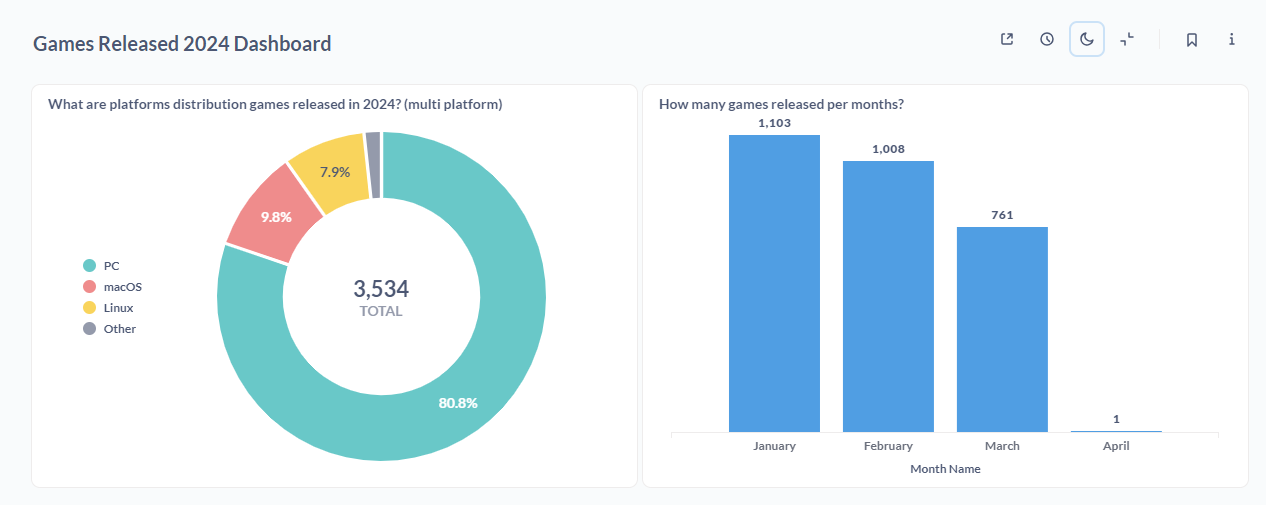 Games Released 2024 Dashboard
What are platforms distribution games released in 2024? (multi platform)
7.9%
9.8%
PC
macOS
Linux
Other
3,534
TOTAL
80.8%
How many games released per months?
1,103
1,008
761
1
January
February
March
April
Month Name